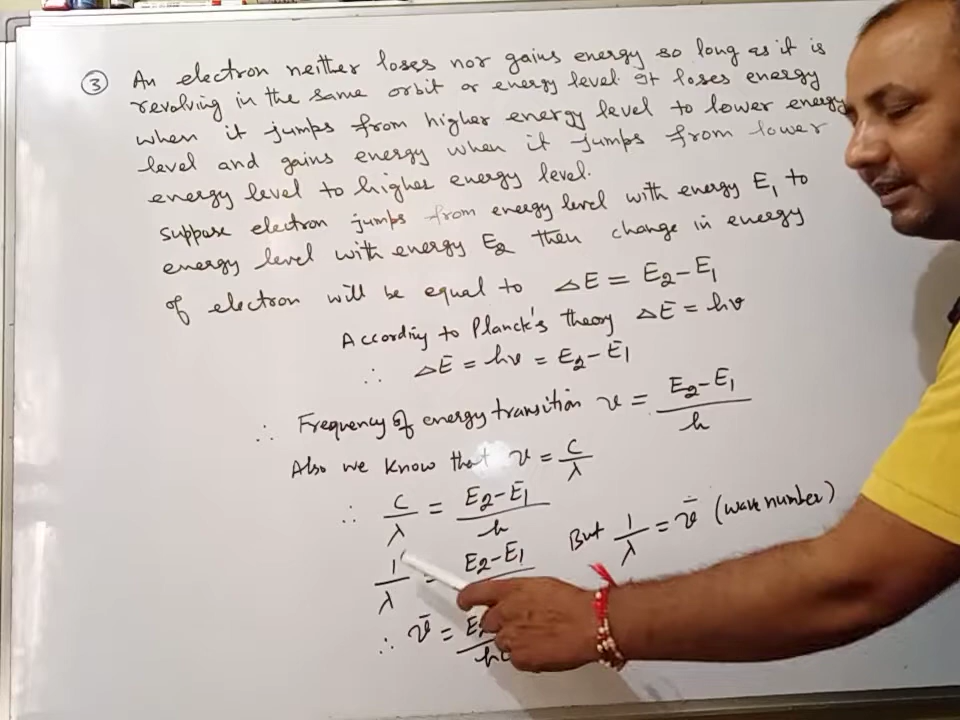 ③ An electron neither loses nor gains energy so long as it is
revolving in the same orbit or energy level. It loses energy
when it jumps from higher energy level to lower energy
level and gains energy when it jumps from lower
energy level to higher energy level.
suppose electron jumps from energy level with energy E₁ to
energy level with energy E₂ then change in energy
of electron will be equal to ΔE = E₂-E₁
According to Planck's theory ΔE = hν
∴ ΔE = hν = E₂-E₁
∴ Frequency of energy transition ν = E₂-E₁ / h
Also we know that ν = c/λ
∴ c/λ = E₂-E₁ / h But 1/λ = ν̄ (wave number)
1/λ = E₂-E₁
∴ ν̄ = E₂ / hc